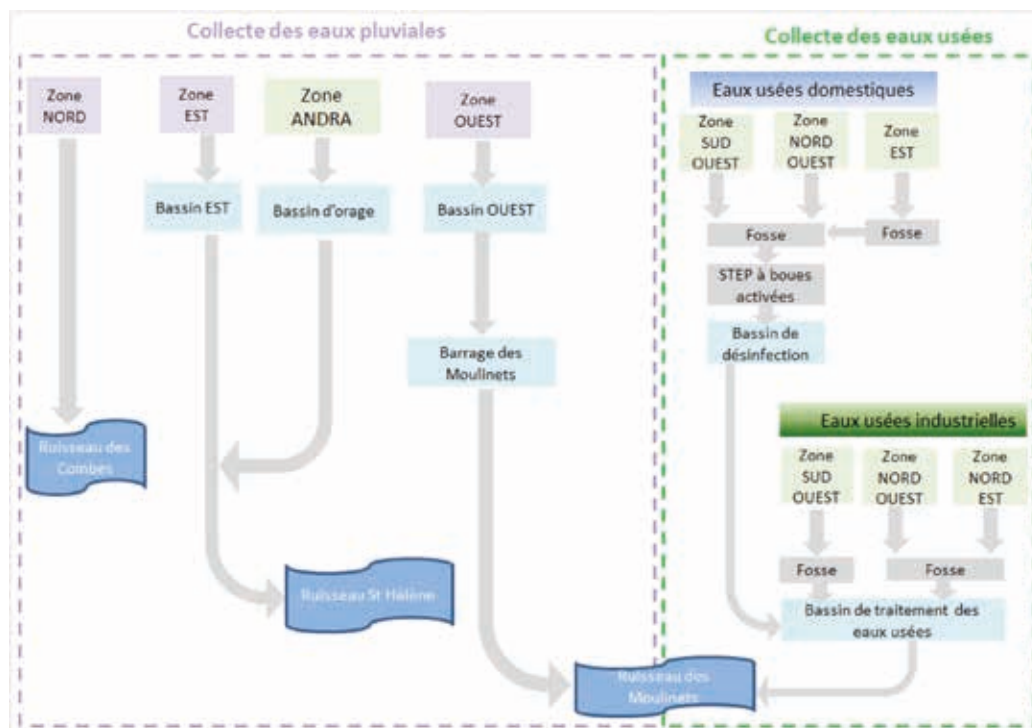 Collecte des eaux pluviales
Zone
NORD
Zone
EST
Zone
ANDRA
Zone
OUEST
Bassin EST
Bassin d'orage
Bassin OUEST
Barrage des
Moulinets
Ruisseau des
Combes
Ruisseau St Hélène
Ruisseau des
Moulinets
Collecte des eaux usées
Eaux usées domestiques
Zone
SUD
OUEST
Zone
NORD
OUEST
Zone
EST
Fosse
Fosse
STEP à boues
activées
Bassin de
désinfection
Eaux usées industrielles
Zone
SUD
OUEST
Zone
NORD
OUEST
Zone
NORD
EST
Fosse
Fosse
Bassin de traitement des
eaux usées